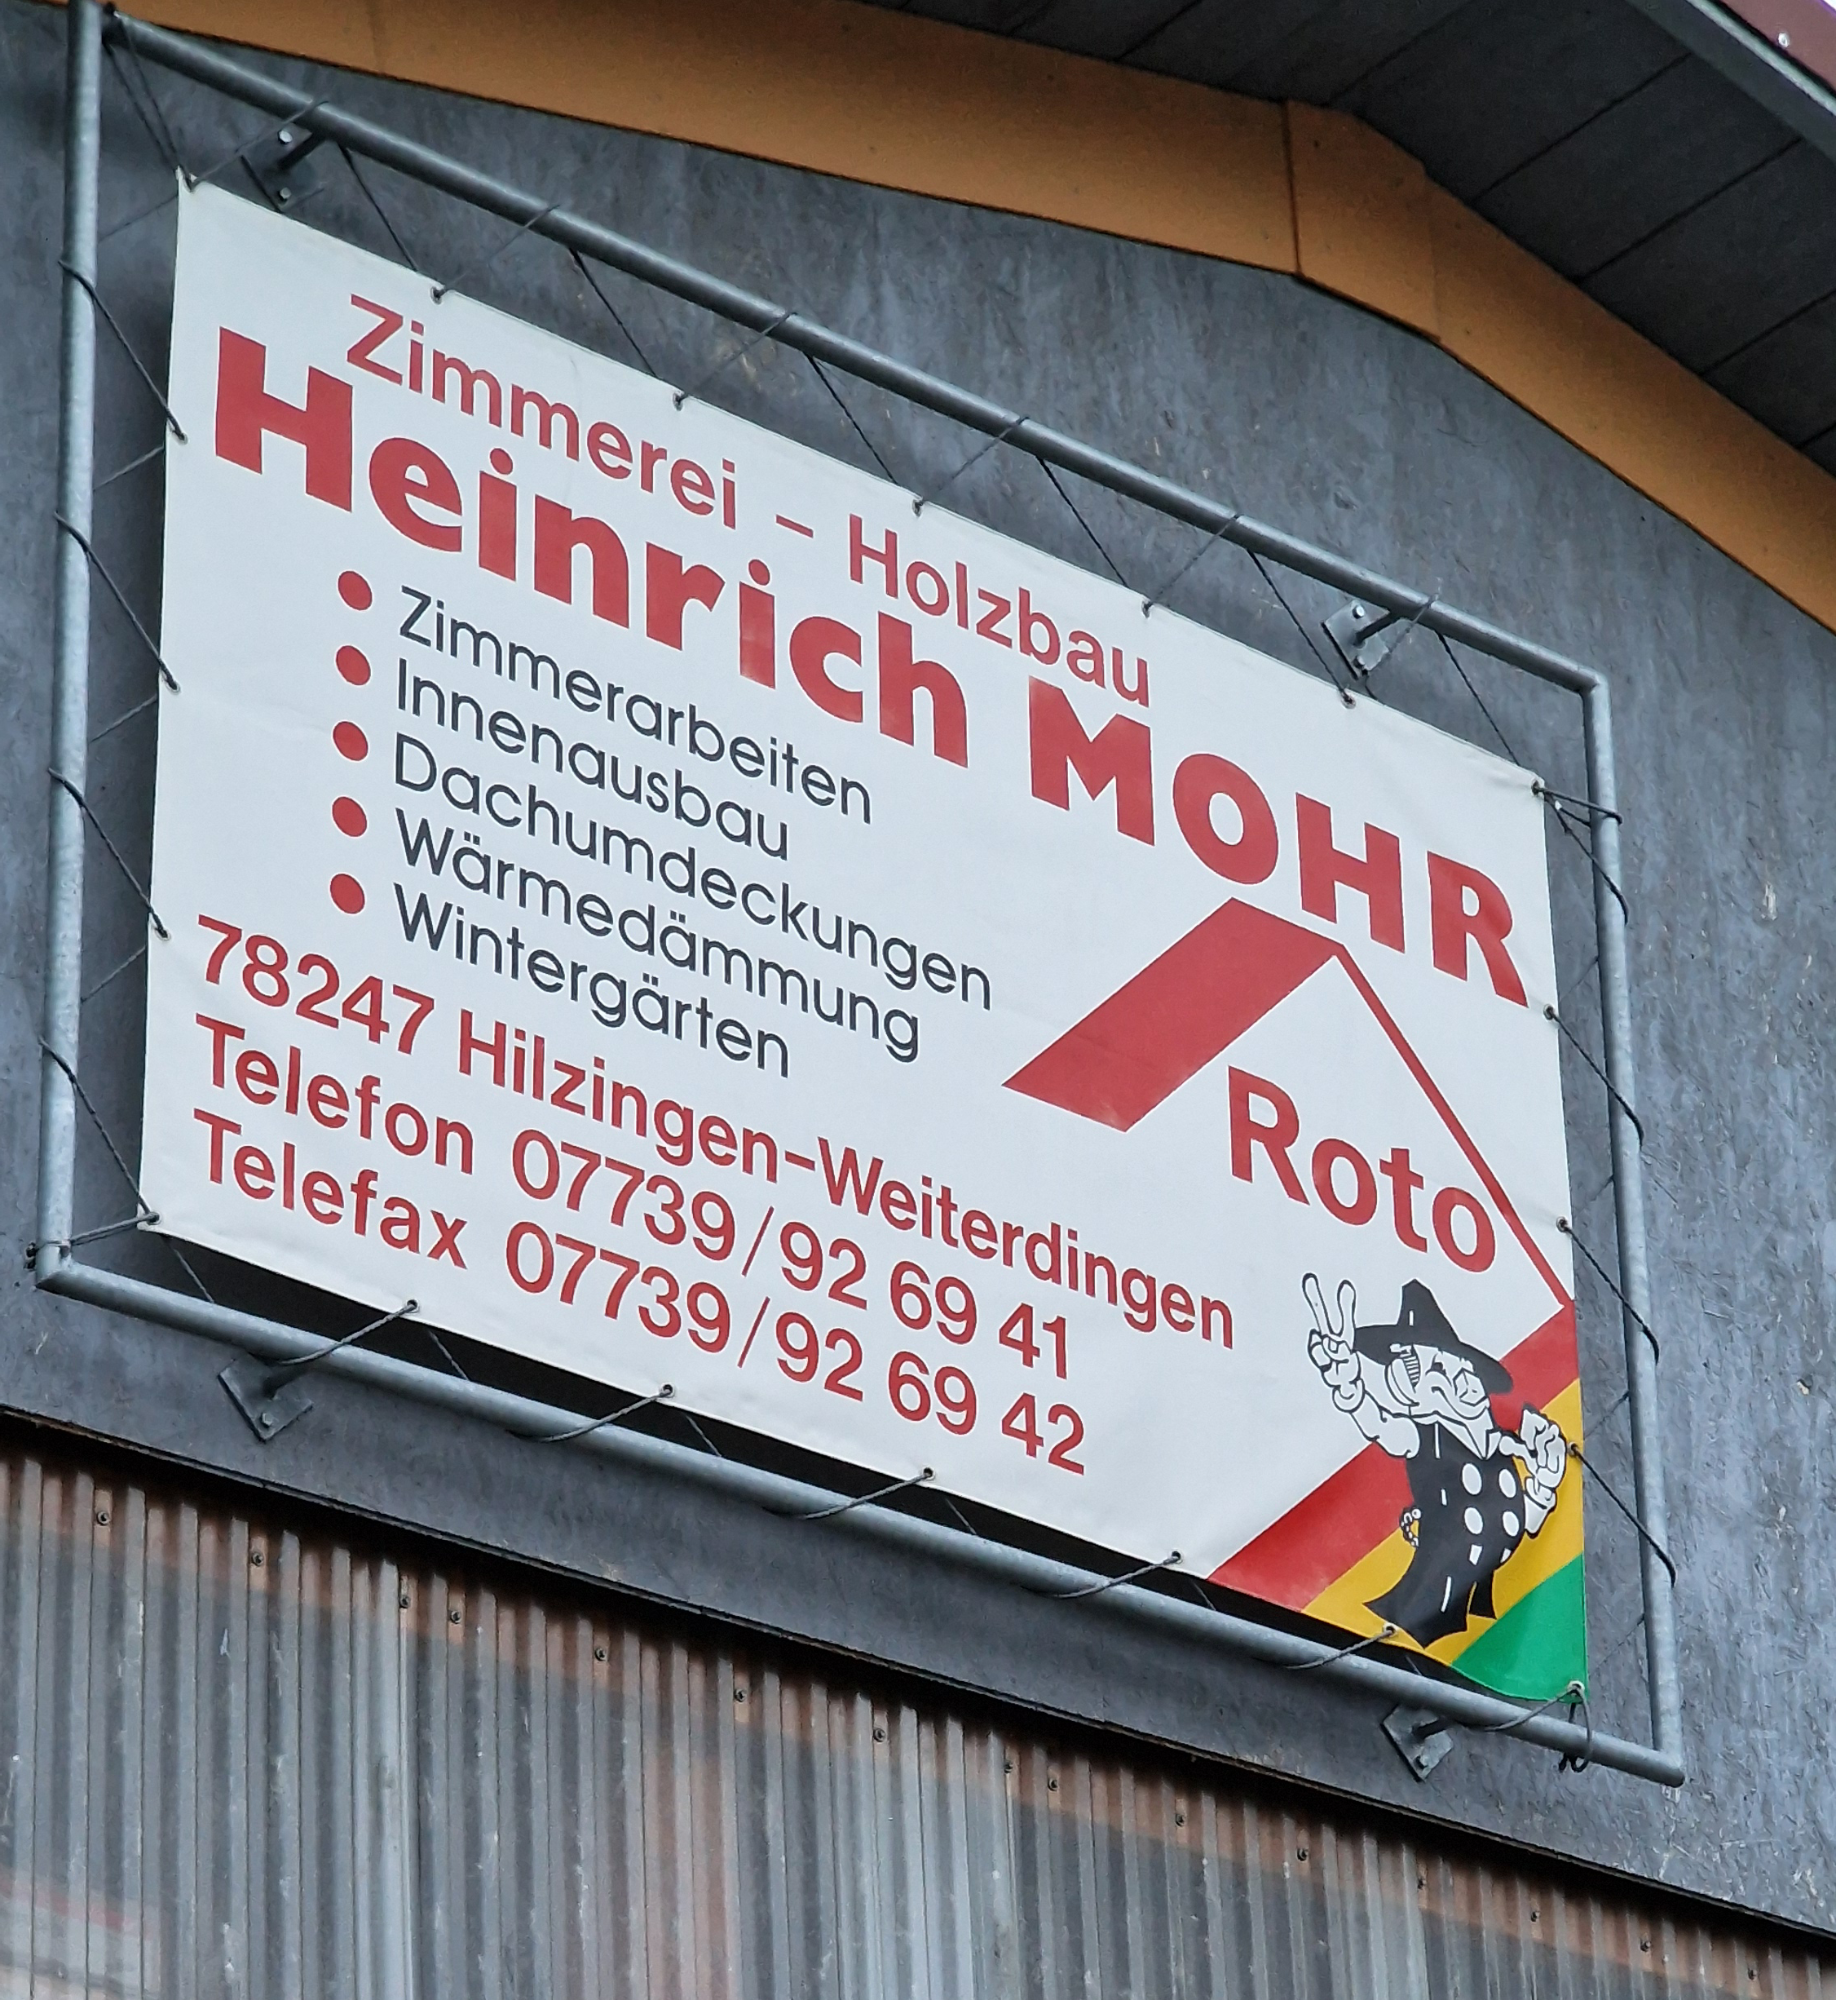 Zimmerei – Holzbau
Heinrich MOHR
• Zimmerarbeiten
• Innenausbau
• Dachumdeckungen
• Wärmedämmung
• Wintergärten
Roto
78247 Hilzingen-Weiterdingen
Telefon 07739/92 69 41
Telefax 07739/92 69 42